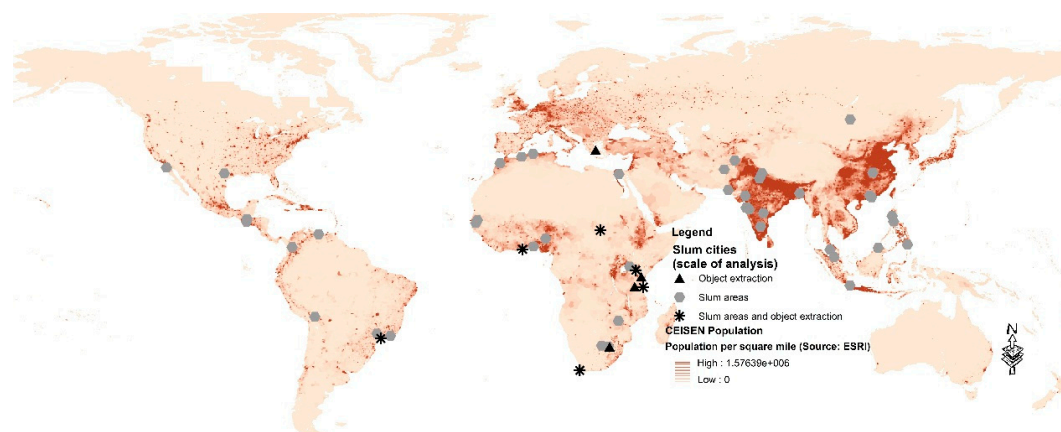 Legend
Slum cities
(scale of analysis)
Object extraction
Slum areas
Slum areas and object extraction
CEISEN Population
Population per square mile (Source: ESRI)
High : 1.57639e+006
Low : 0
N